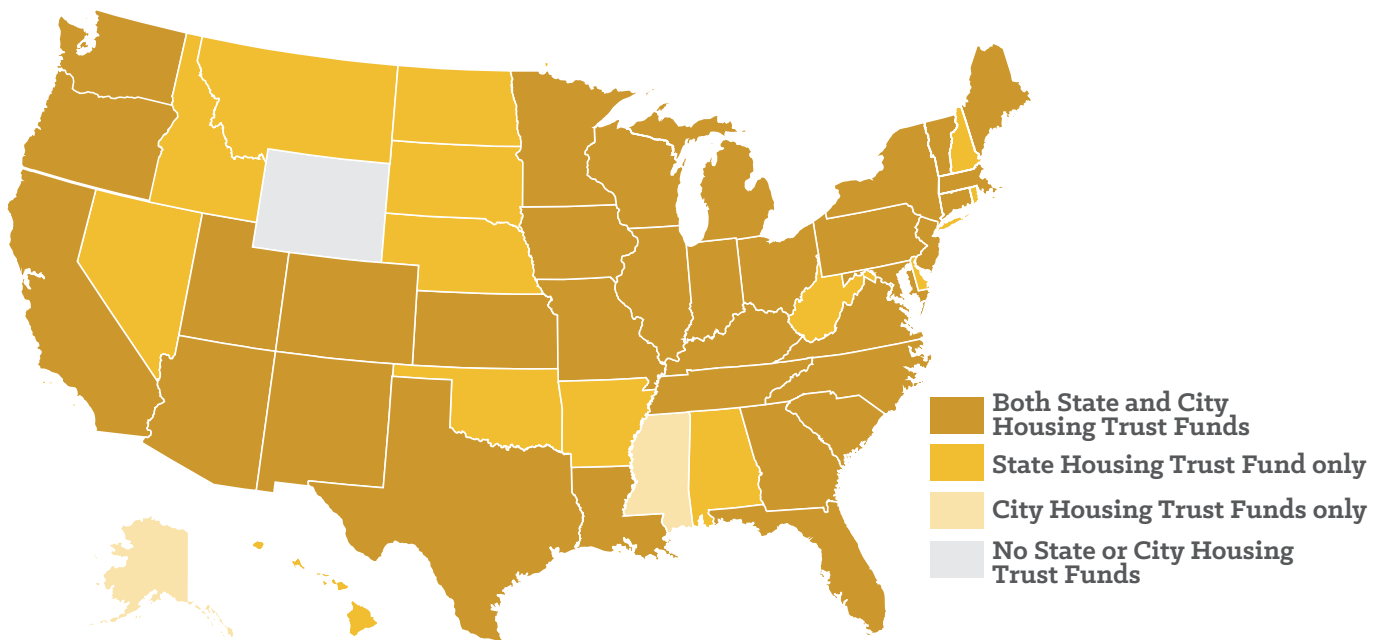 Both State and City
Housing Trust Funds
State Housing Trust Fund only
City Housing Trust Funds only
No State or City Housing
Trust Funds